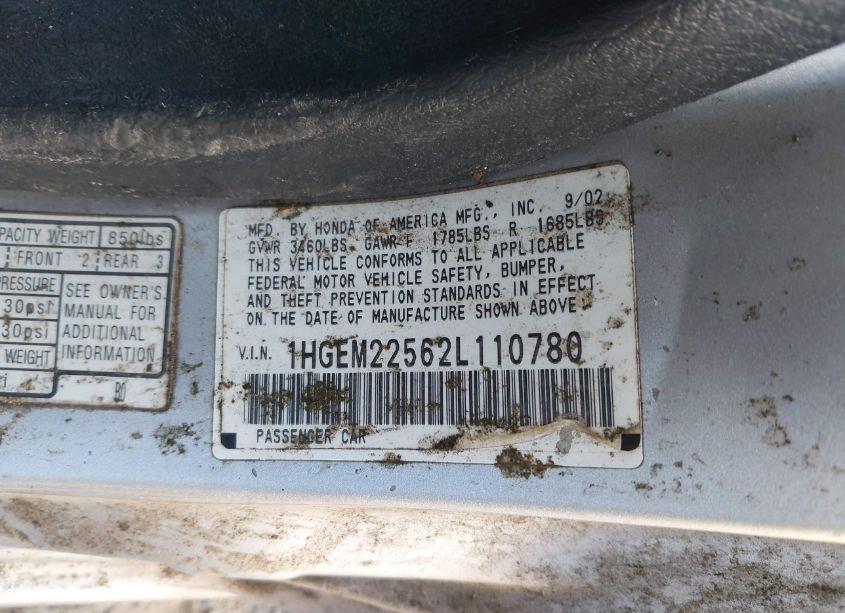 APACITY WEIGHT 850lbs
FRONT 2 REAR 3
PRESSURE
30psi
30psi
WEIGHT
SEE OWNER'S
MANUAL FOR
ADDITIONAL
INFORMATION
MFD. BY HONDA OF AMERICA MFG., INC. 9/02
GVWR 3460LBS. GAWR F 1785LBS R 1685LBS
THIS VEHICLE CONFORMS TO ALL APPLICABLE
FEDERAL MOTOR VEHICLE SAFETY, BUMPER,
AND THEFT PREVENTION STANDARDS IN EFFECT
ON THE DATE OF MANUFACTURE SHOWN ABOVE
V.I.N. 1HGEM22562L110780
PASSENGER CAR